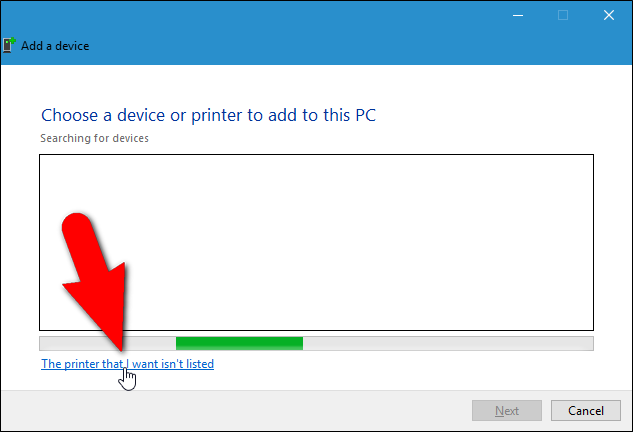 Add a device
Choose a device or printer to add to this PC
Searching for devices
The printer that I want isn't listed
Next
Cancel